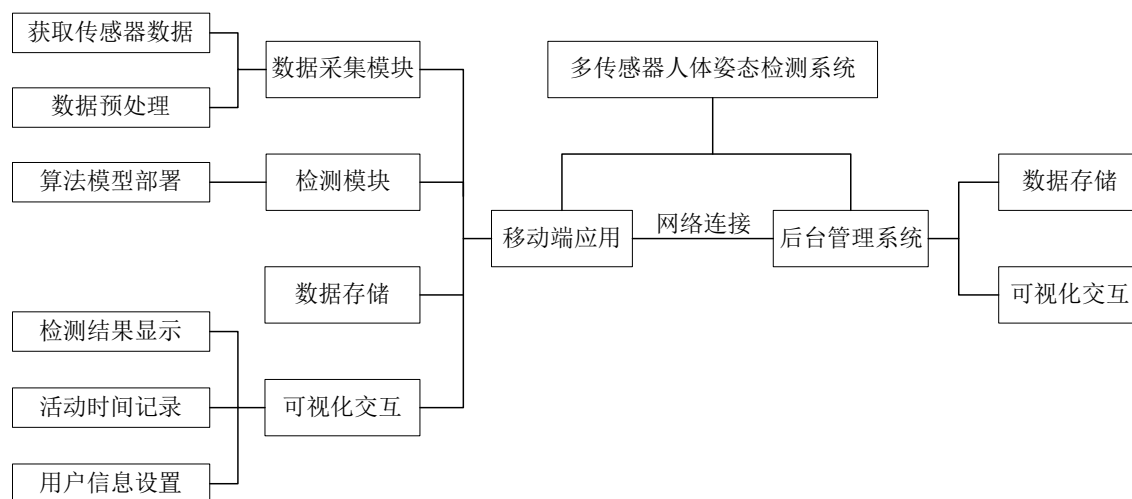 获取传感器数据
数据采集模块
多传感器人体姿态检测系统
数据预处理
算法模型部署
检测模块
数据存储
移动端应用
网络连接
后台管理系统
数据存储
可视化交互
检测结果显示
活动时间记录
可视化交互
用户信息设置